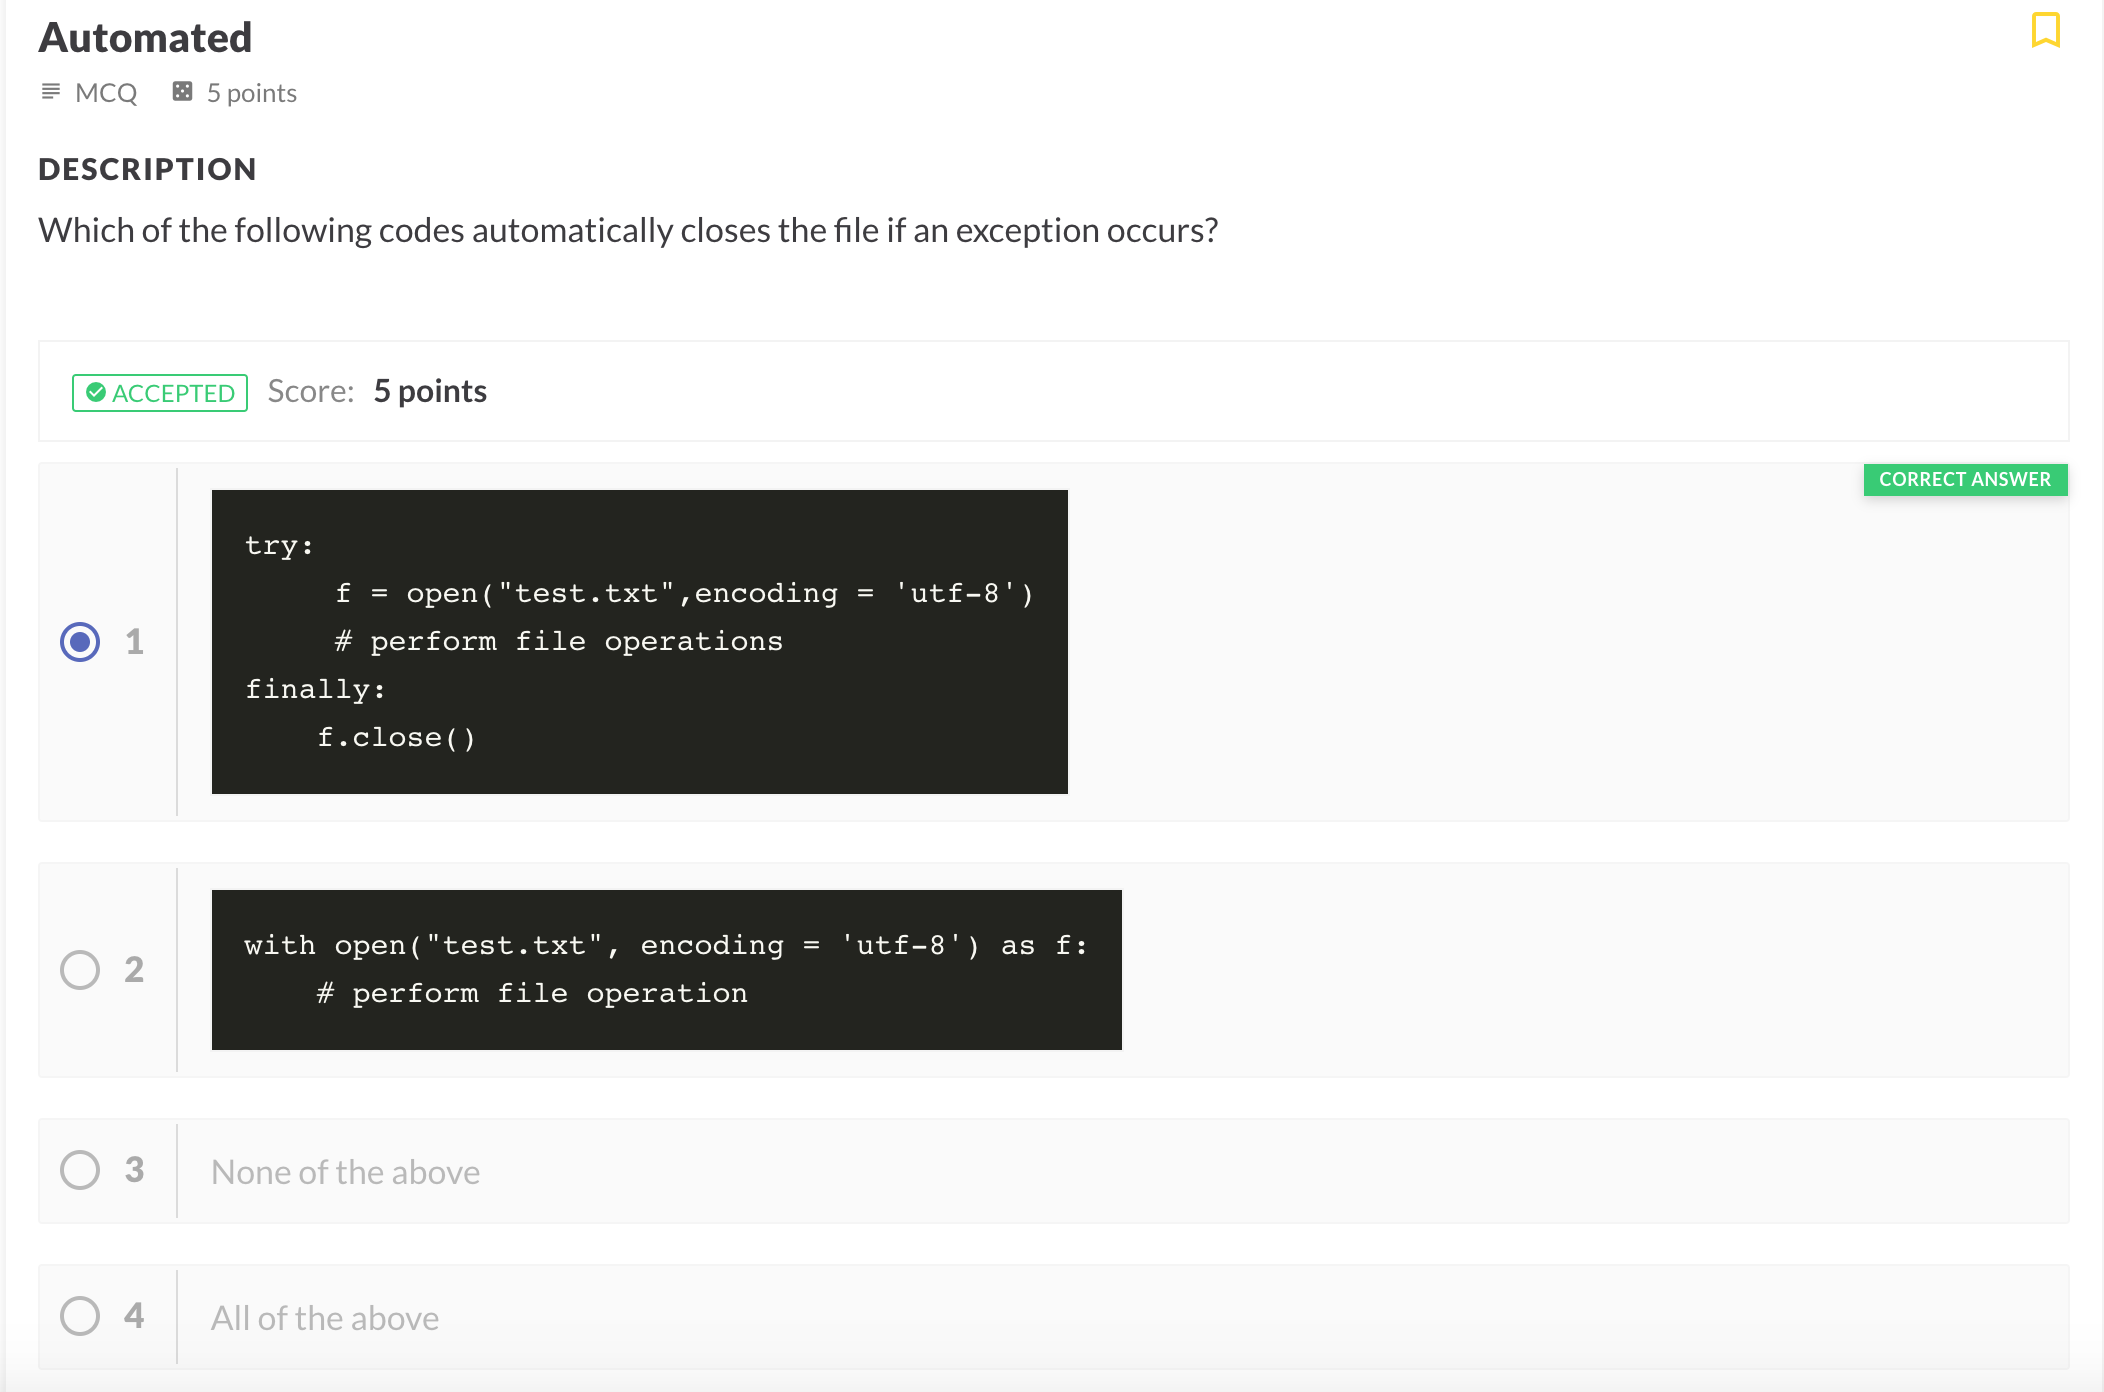 Automated
MCQ 5 points
DESCRIPTION
Which of the following codes automatically closes the file if an exception occurs?
ACCEPTED Score: 5 points
CORRECT ANSWER
1
try:
     f = open("test.txt",encoding = 'utf-8')
     # perform file operations
finally:
    f.close()
2
with open("test.txt", encoding = 'utf-8') as f:
    # perform file operation
3 None of the above
4 All of the above